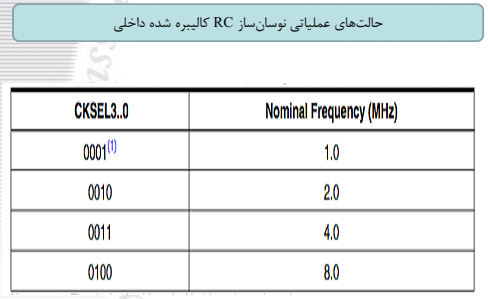 حالت‌های عملیاتی نوسان‌ساز RC کالیبره شده داخلی
CKSEL3..0 Nominal Frequency (MHz)
0001(1) 1.0
0010 2.0
0011 4.0
0100 8.0